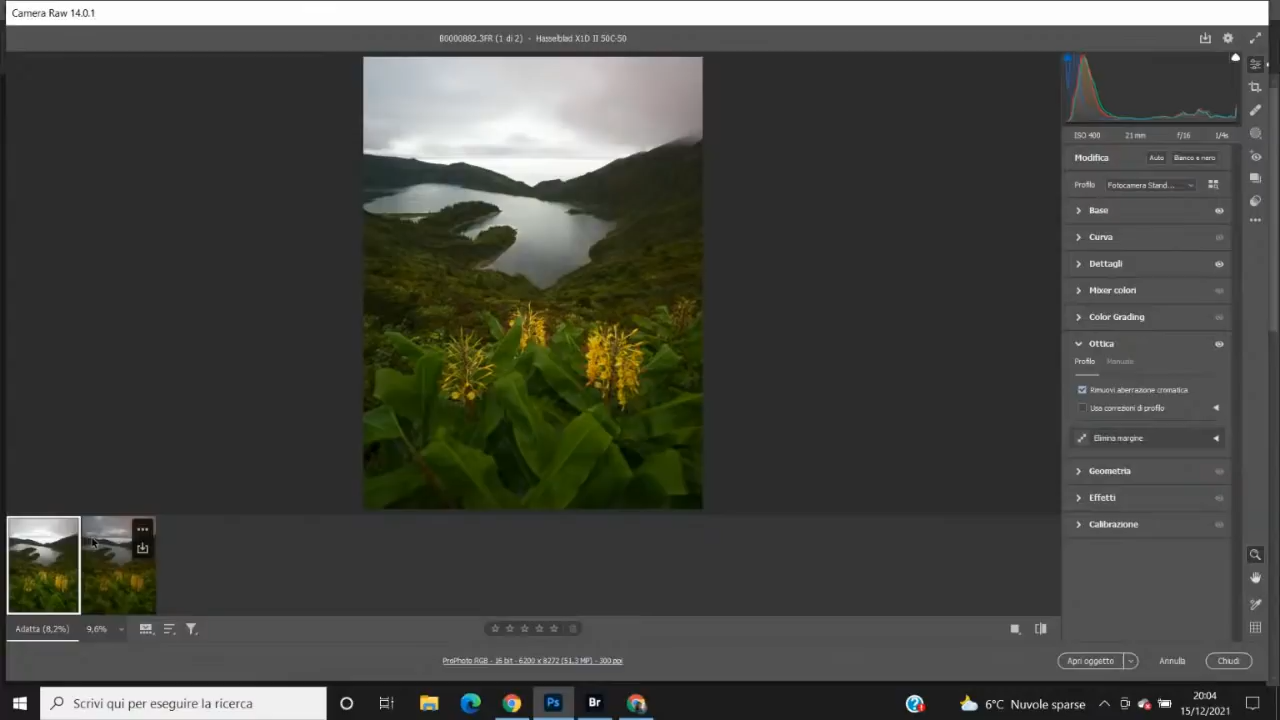 Camera Raw 14.0.1
B0000882.3FR (1 di 2) - Hasselblad X1D II 50C-50
ISO 400 21 mm f/16 1/4s
Modifica Auto Bianco e nero
Profilo Fotocamera Stand...
Base
Curva
Dettagli
Mixer colori
Color Grading
Ottica
Profilo Manuale
Rimuovi aberrazione cromatica
Usa correzioni di profilo
Elimina margine
Geometria
Effetti
Calibrazione
Adatta (8,2%) 9,6%
ProPhoto RGB - 16 bit - 6200 x 8272 (51,3 MP) - 300 ppi
Apri oggetto Annulla Chiudi
Scrivi qui per eseguire la ricerca
Ps Br
6°C Nuvole sparse
20:04
15/12/2021